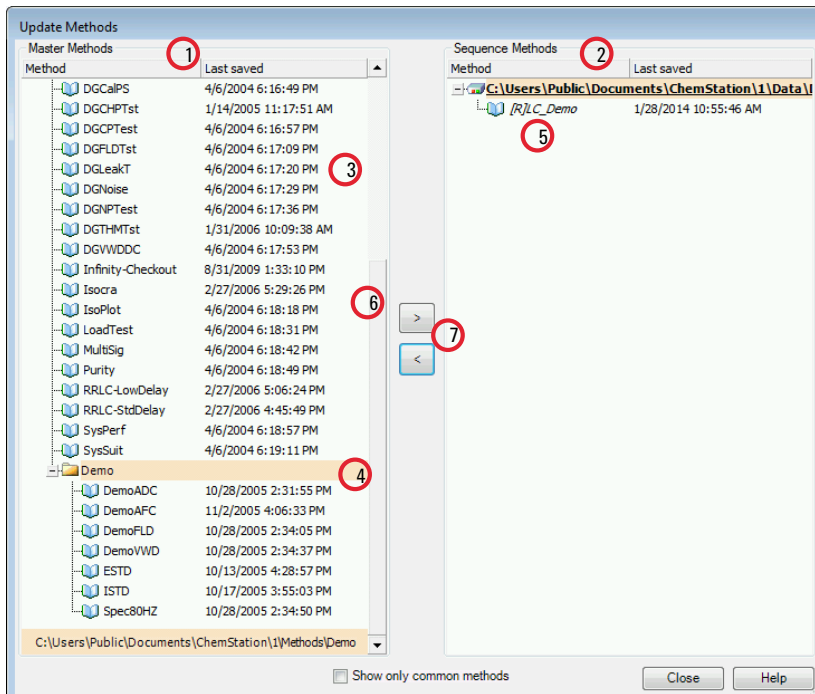 Update Methods
Master Methods 1
Method Last saved
DGCalPS 4/6/2004 6:16:49 PM
DGCHPTst 1/14/2005 11:17:51 AM
DGCPTest 4/6/2004 6:16:57 PM
DGFLDTst 4/6/2004 6:17:09 PM
DGLeakT 4/6/2004 6:17:20 PM 3
DGNoise 4/6/2004 6:17:29 PM
DGNPTest 4/6/2004 6:17:36 PM
DGTHMTst 1/31/2006 10:09:38 AM
DGVWDDC 4/6/2004 6:17:53 PM
Infinity-Checkout 8/31/2009 1:33:10 PM
Isocra 2/27/2006 5:29:26 PM
6
IsoPlot 4/6/2004 6:18:18 PM
LoadTest 4/6/2004 6:18:31 PM
MultiSig 4/6/2004 6:18:42 PM
Purity 4/6/2004 6:18:49 PM
RRLC-LowDelay 2/27/2006 5:06:24 PM
RRLC-StdDelay 2/27/2006 4:45:49 PM
SysPerf 4/6/2004 6:18:57 PM
SysSuit 4/6/2004 6:19:11 PM
Demo 4
DemoADC 10/28/2005 2:31:55 PM
DemoAFC 11/2/2005 4:06:33 PM
DemoFLD 10/28/2005 2:34:05 PM
DemoVWD 10/28/2005 2:34:37 PM
ESTD 10/13/2005 4:28:57 PM
ISTD 10/17/2005 3:55:03 PM
Spec80HZ 10/28/2005 2:34:50 PM
C:\Users\Public\Documents\ChemStation\1\Methods\Demo
>
7
<
Sequence Methods 2
Method Last saved
C:\Users\Public\Documents\ChemStation\1\Data\
[R]LC_Demo 1/28/2014 10:55:46 AM
5
Show only common methods
Close Help